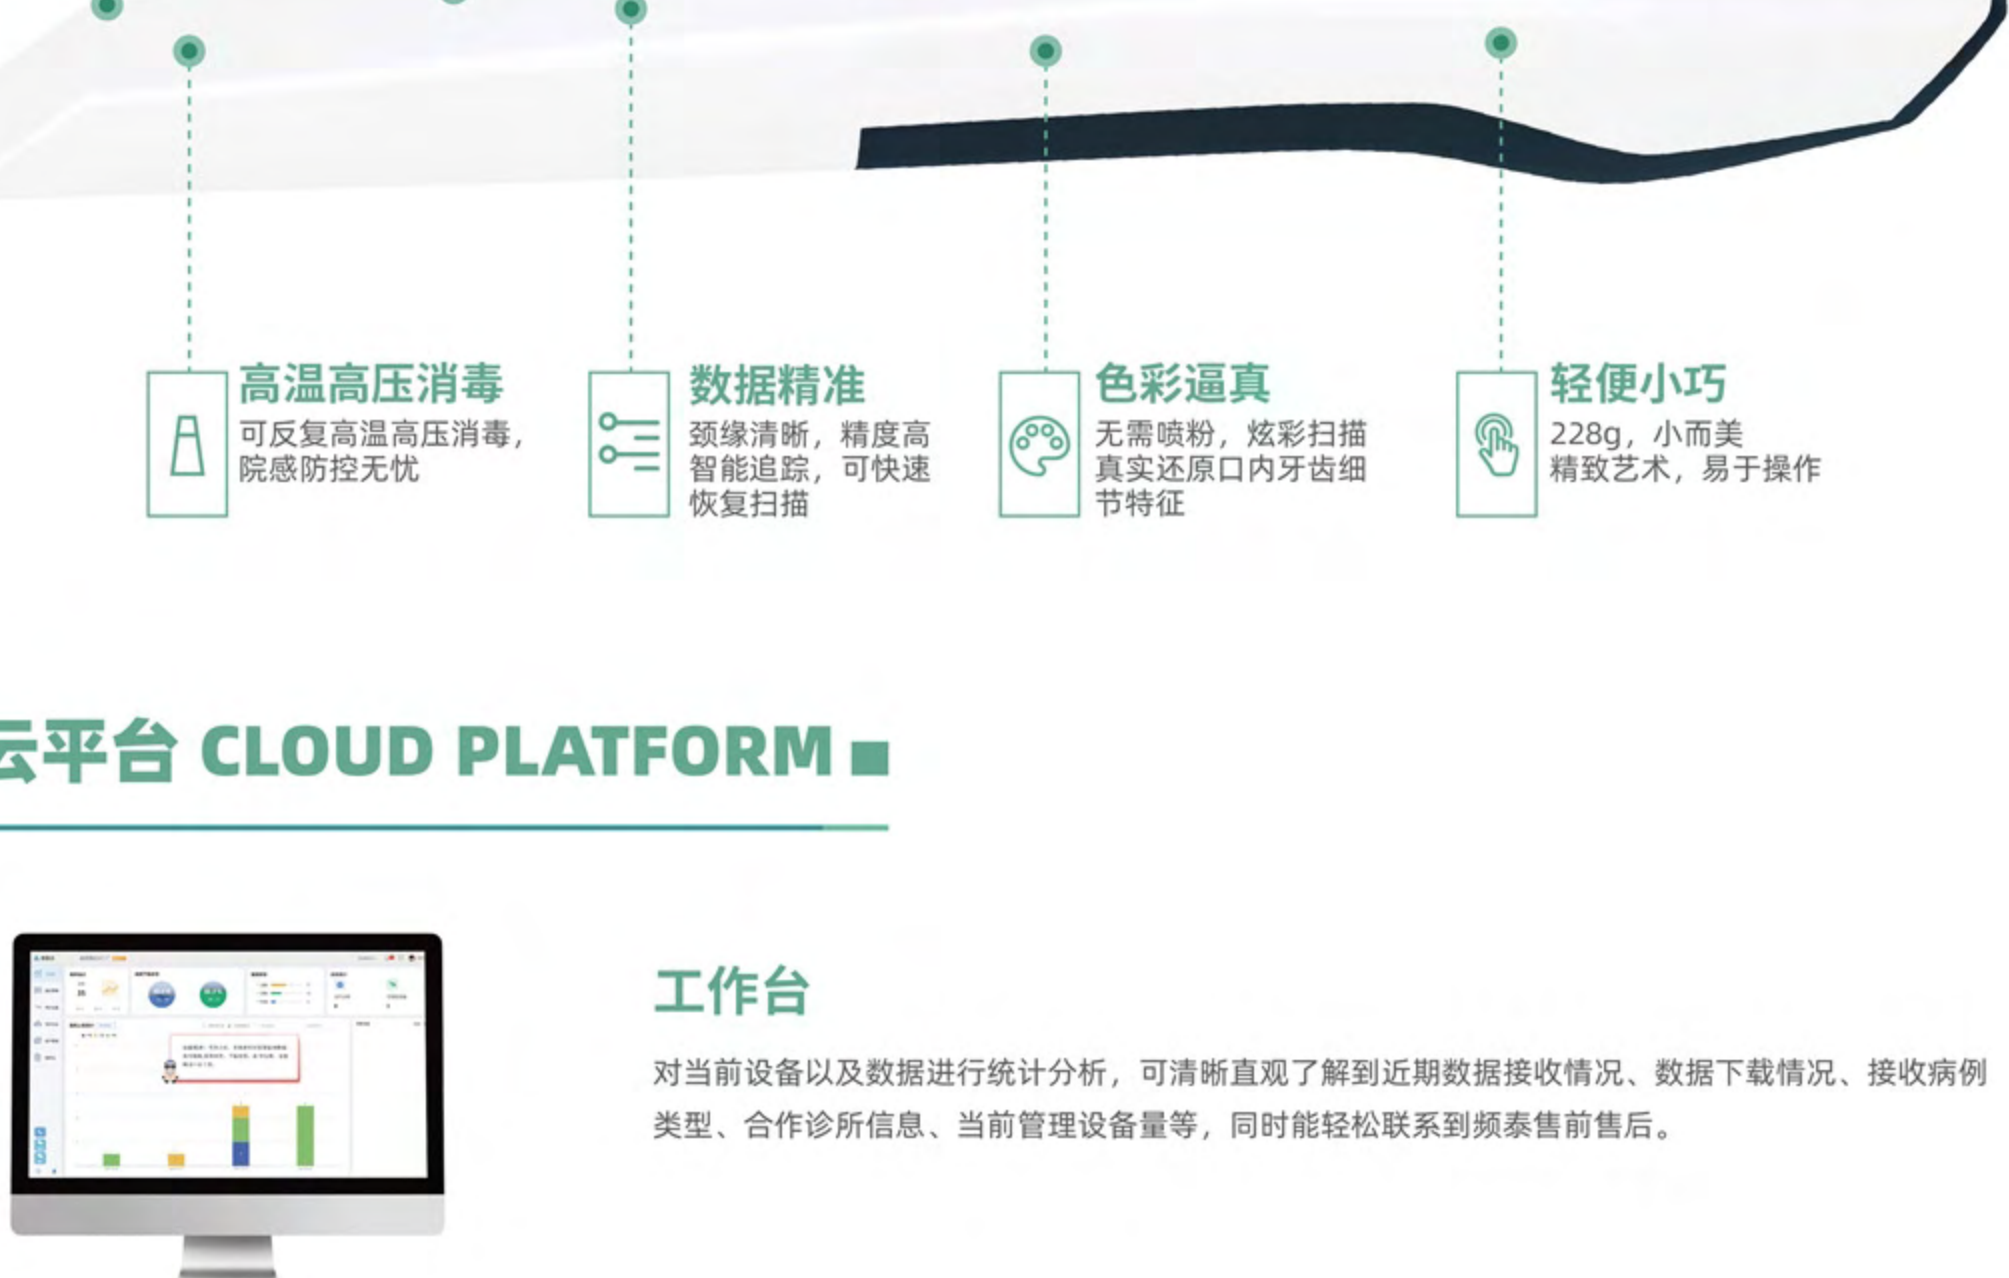 高温高压消毒
可反复高温高压消毒，
院感防控无忧
数据精准
颈缘清晰，精度高
智能追踪，可快速
恢复扫描
色彩逼真
无需喷粉，炫彩扫描
真实还原口内牙齿细
节特征
轻便小巧
228g，小而美
精致艺术，易于操作
云平台 CLOUD PLATFORM
工作台
对当前设备以及数据进行统计分析，可清晰直观了解到近期数据接收情况、数据下载情况、接收病例
类型、合作诊所信息、当前管理设备量等，同时能轻松联系到频泰售前售后。